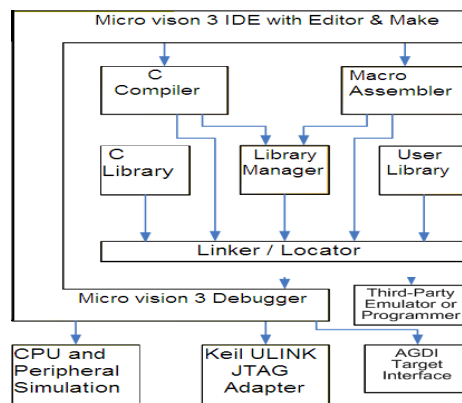 Micro vison 3 IDE with Editor & Make
C
Compiler
Macro
Assembler
C
Library
Library
Manager
User
Library
Linker / Locator
Micro vision 3 Debugger
Third-Party
Emulator or
Programmer
CPU and
Peripheral
Simulation
Keil ULINK
JTAG
Adapter
AGDI
Target
Interface